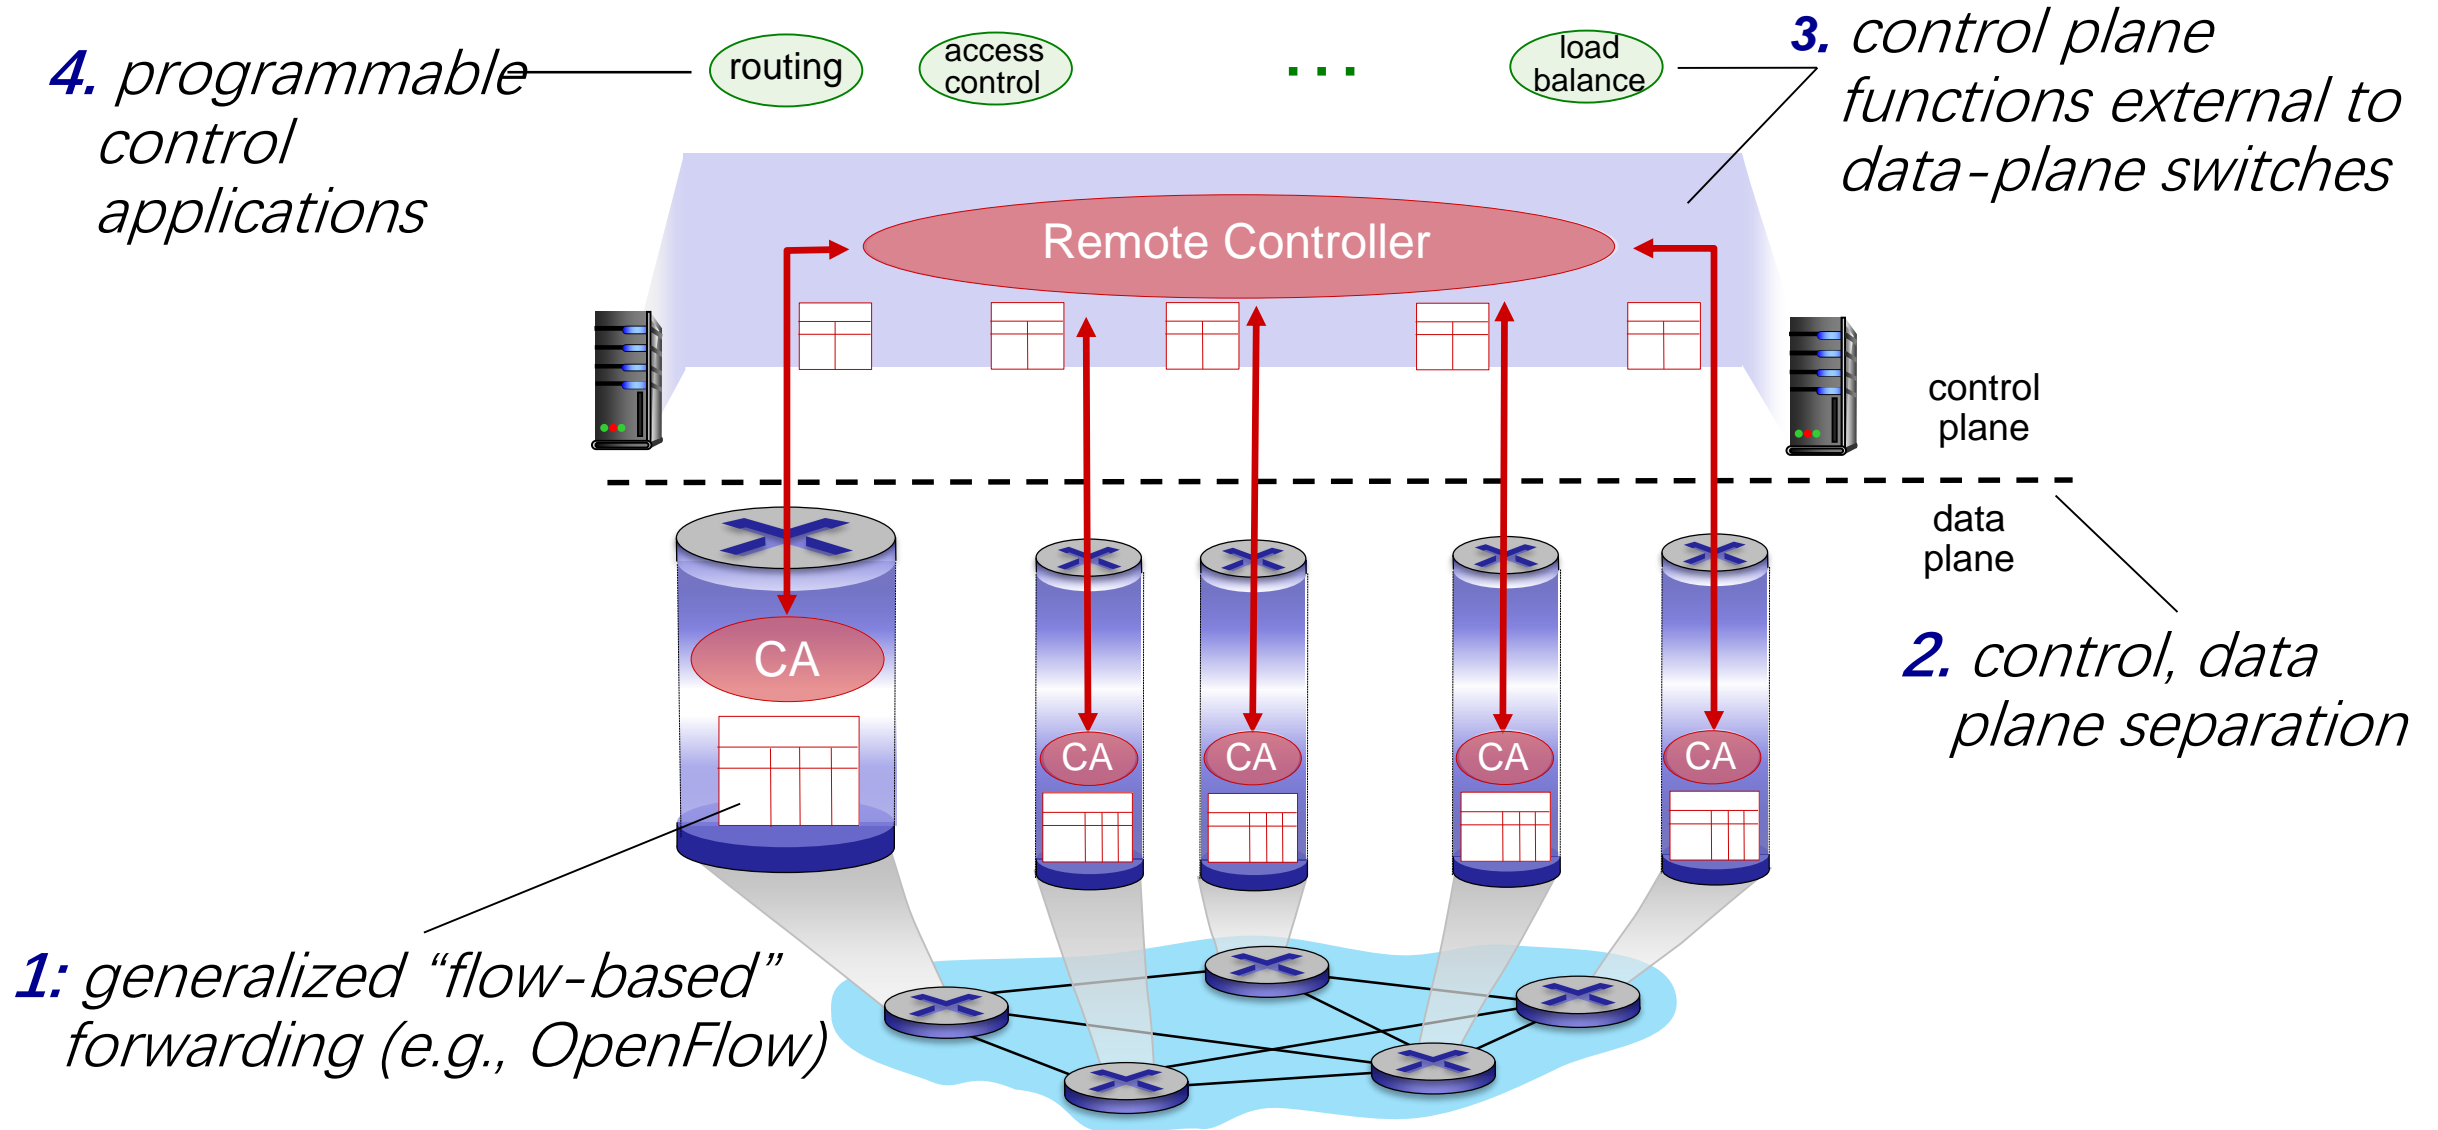 4. programmable
control
applications
routing
access
control
...
load
balance
3. control plane
functions external to
data-plane switches
Remote Controller
control
plane
data
plane
CA
CA
CA
CA
CA
2. control, data
plane separation
1: generalized “flow-based”
forwarding (e.g., OpenFlow)